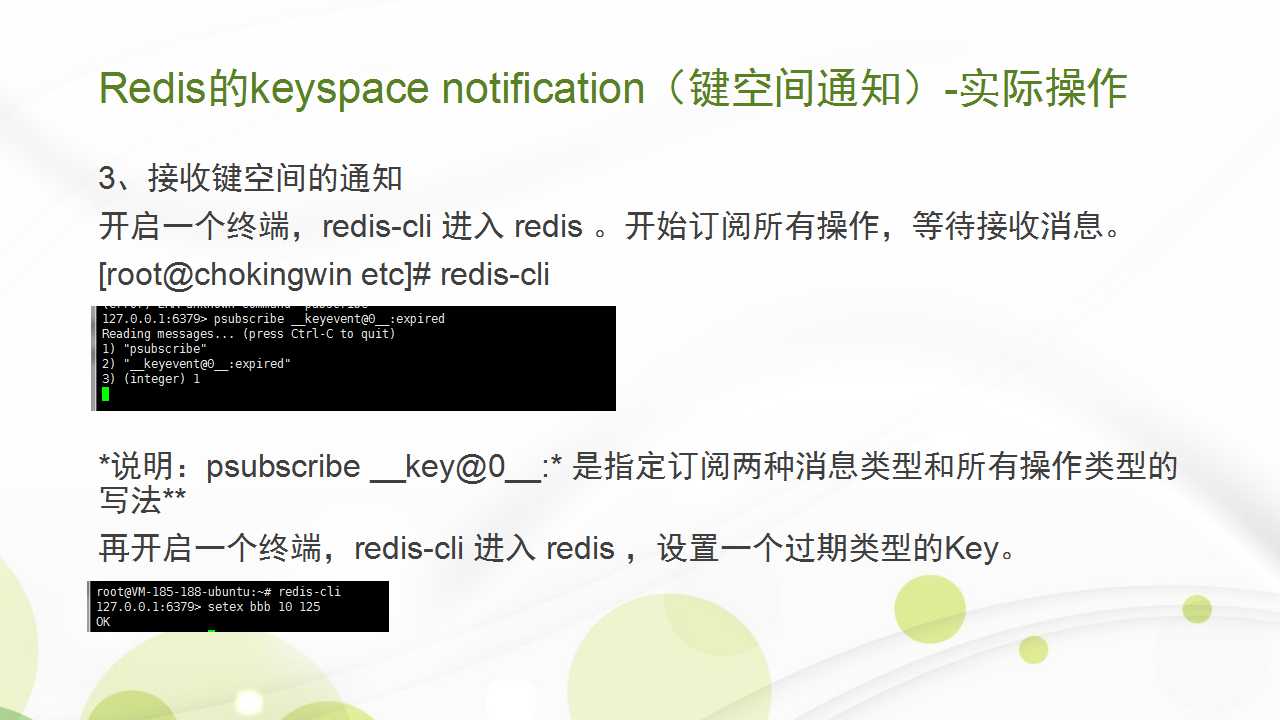 Redis的keyspace notification（键空间通知）-实际操作
3、接收键空间的通知
开启一个终端，redis-cli 进入 redis 。开始订阅所有操作，等待接收消息。
[root@chokingwin etc]# redis-cli
127.0.0.1:6379> psubscribe __keyevent@0__:expired
Reading messages... (press Ctrl-C to quit)
1) "psubscribe"
2) "__keyevent@0__:expired"
3) (integer) 1
*说明：psubscribe __key@0__:* 是指定订阅两种消息类型和所有操作类型的
写法**
再开启一个终端，redis-cli 进入 redis ，设置一个过期类型的Key。
root@VM-185-188-ubuntu:~# redis-cli
127.0.0.1:6379> setex bbb 10 125
OK